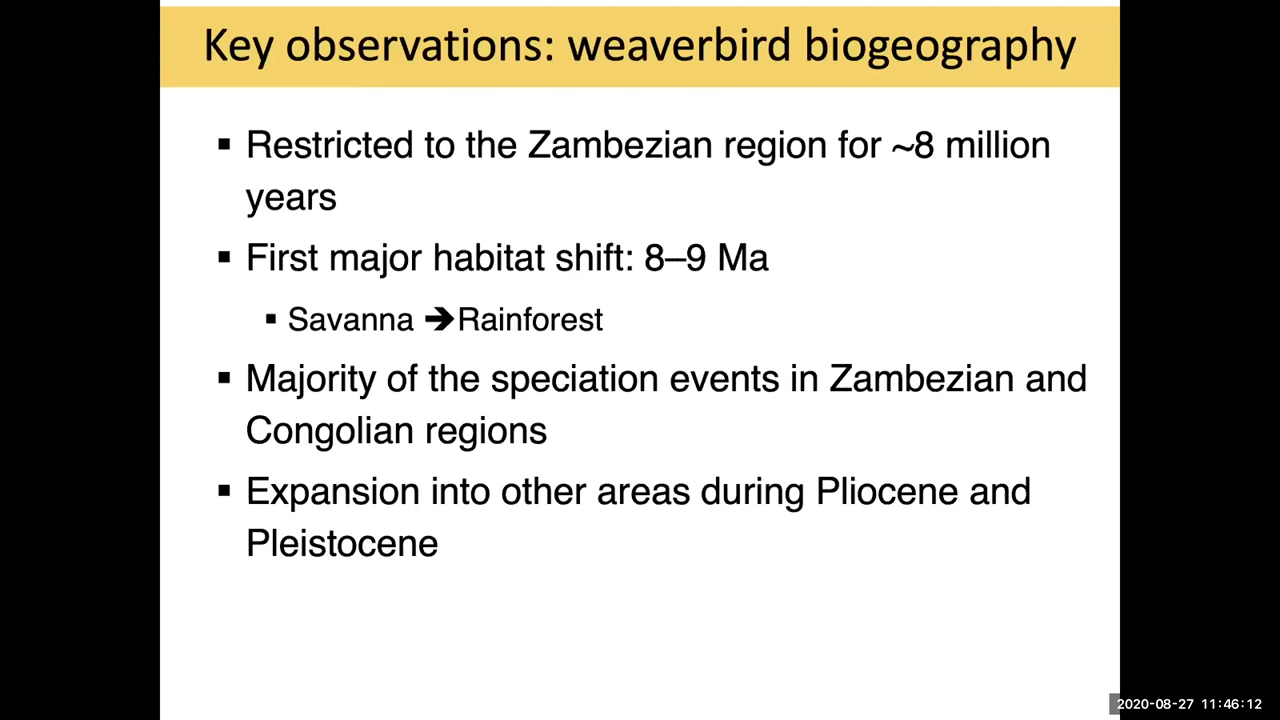 Key observations: weaverbird biogeography
▪ Restricted to the Zambezian region for ~8 million
years
▪ First major habitat shift: 8–9 Ma
▪ Savanna ➔Rainforest
▪ Majority of the speciation events in Zambezian and
Congolian regions
▪ Expansion into other areas during Pliocene and
Pleistocene
2020-08-27 11:46:12